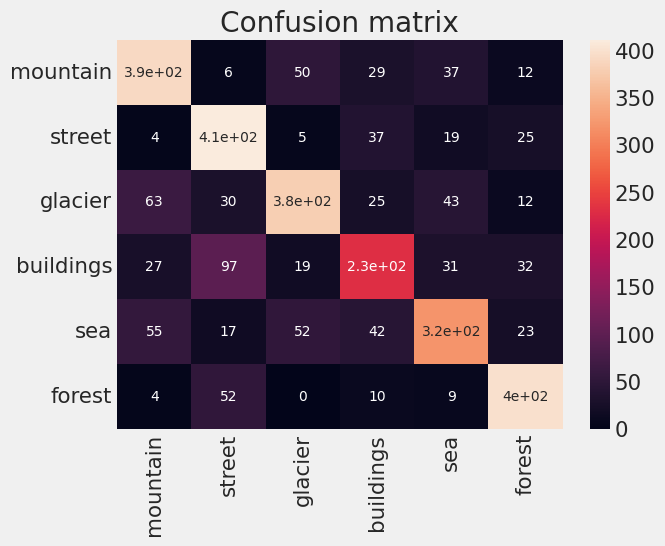 Confusion matrix
mountain 3.9e+02 6 50 29 37 12
street 4 4.1e+02 5 37 19 25
glacier 63 30 3.8e+02 25 43 12
buildings 27 97 19 2.3e+02 31 32
sea 55 17 52 42 3.2e+02 23
forest 4 52 0 10 9 4e+02
mountain street glacier buildings sea forest
400
350
300
250
200
150
100
50
0